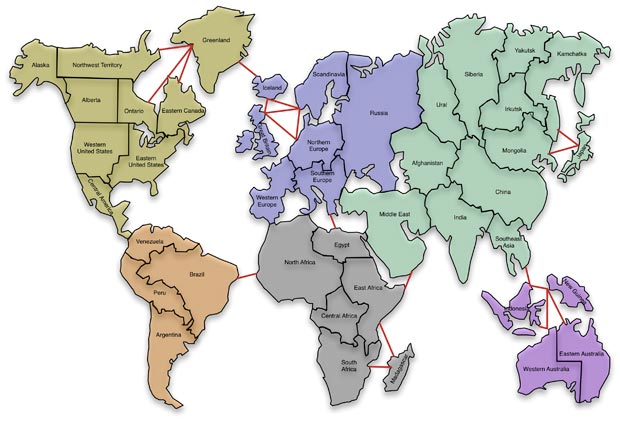 Greenland
Alaska
Northwest Territory
Alberta
Ontario
Eastern Canada
Western
United States
Eastern
United States
Central America
Venezuela
Brazil
Peru
Argentina
Iceland
Scandinavia
Great Britain
Northern
Europe
Southern
Europe
Western
Europe
Russia
North Africa
Egypt
East Africa
Central Africa
South
Africa
Madagascar
Ural
Siberia
Yakutsk
Kamchatka
Irkutsk
Mongolia
Japan
Afghanistan
China
Middle East
India
Southeast
Asia
Indonesia
New Guinea
Western Australia
Eastern Australia